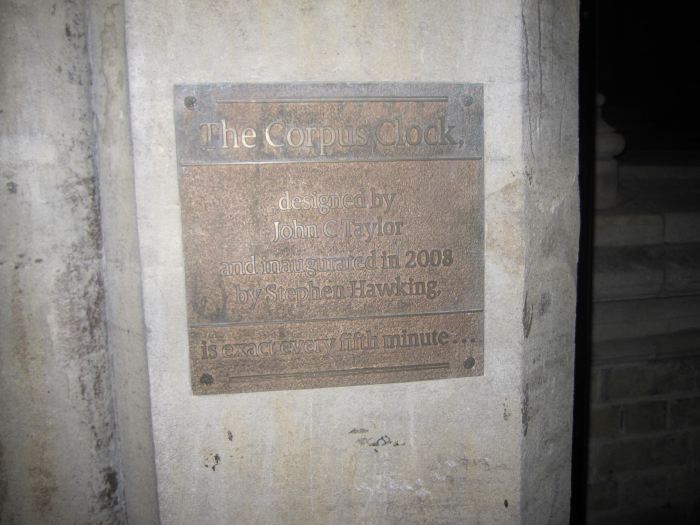 The Corpus Clock,
designed by
John C Taylor
and inaugurated in 2008
by Stephen Hawking,
is exact every fifth minute...